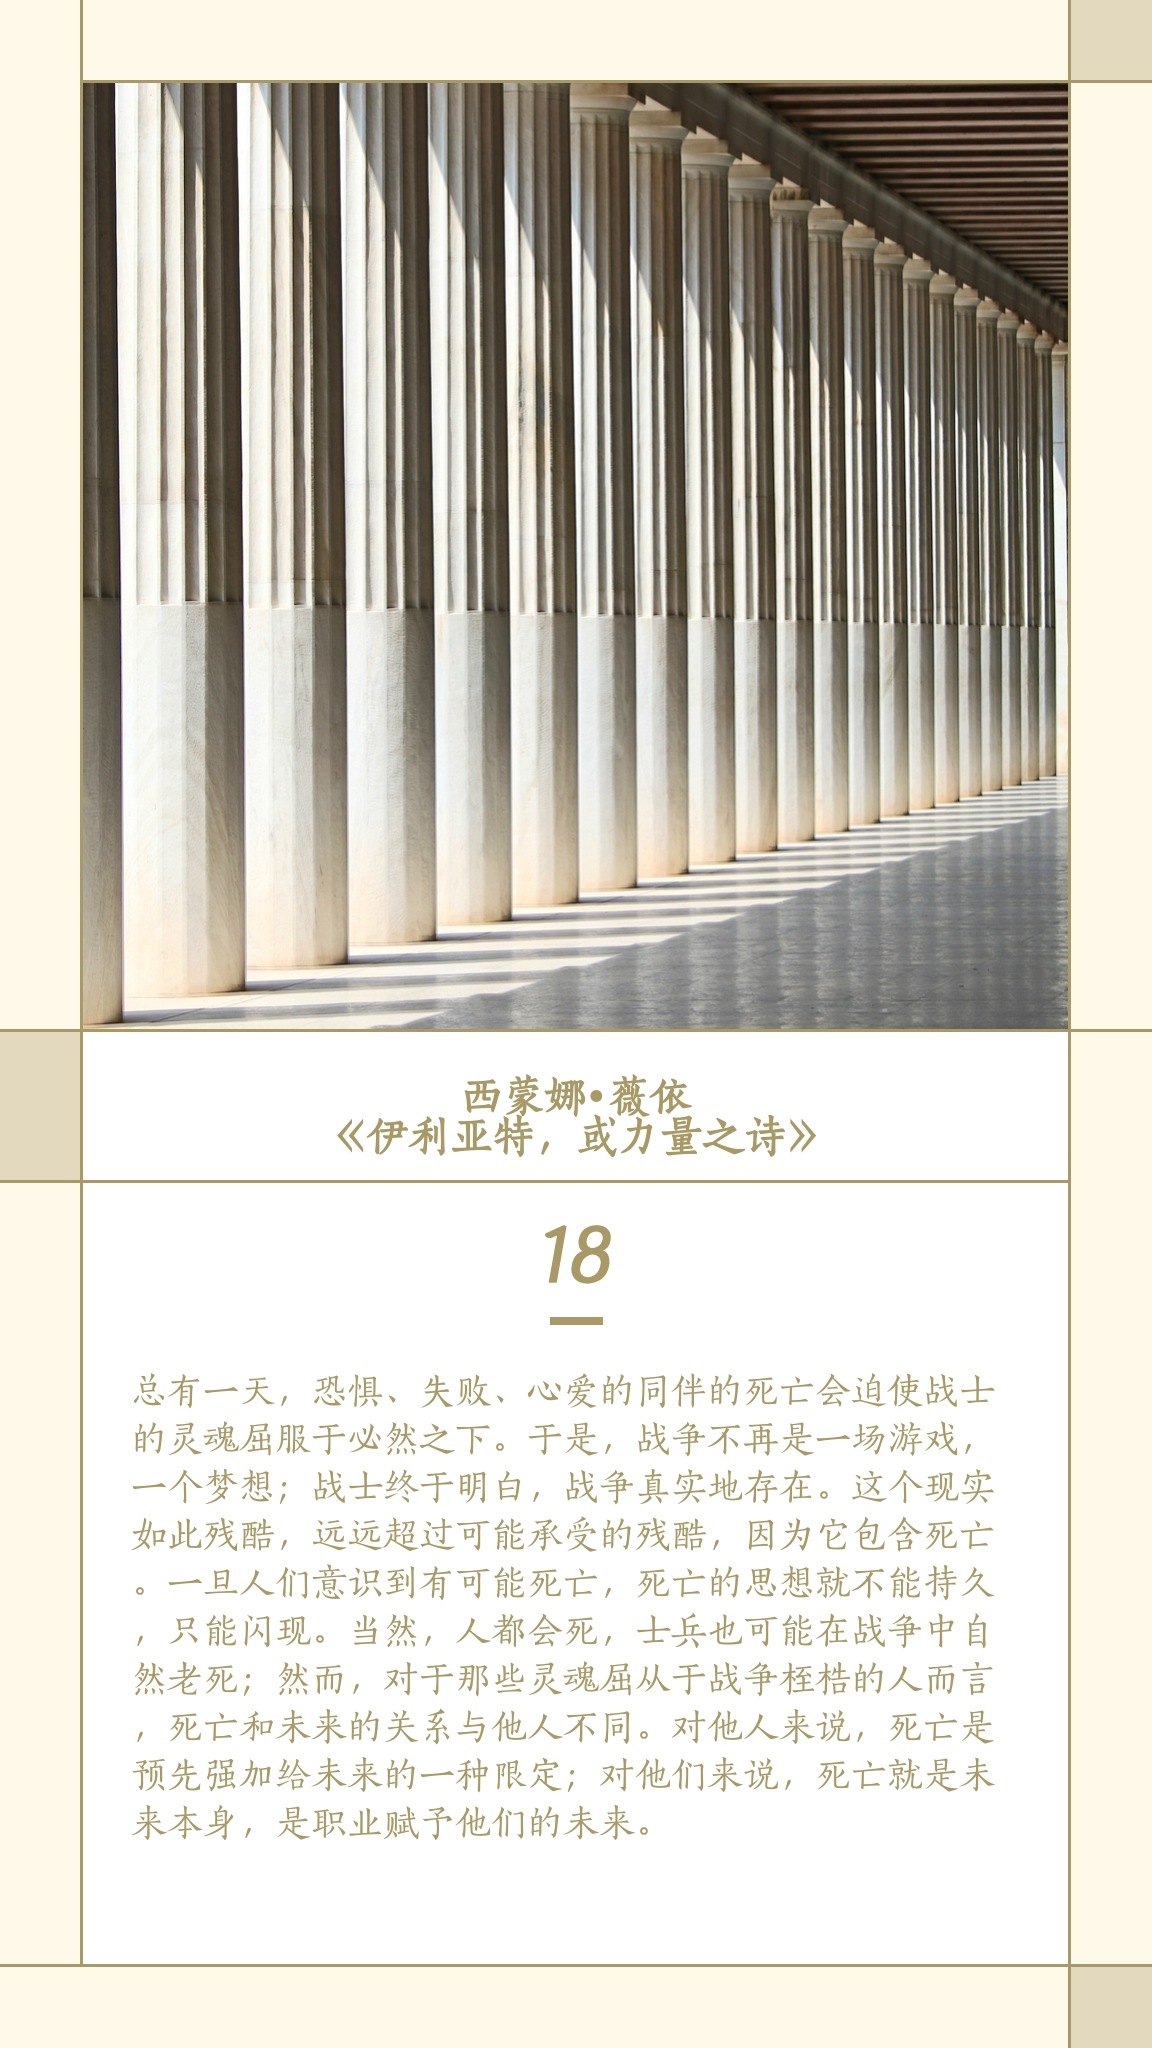 西蒙娜•薇依
《伊利亚特，或力量之诗》
18
总有一天，恐惧、失败、心爱的同伴的死亡会迫使战士
的灵魂屈服于必然之下。于是，战争不再是一场游戏，
一个梦想；战士终于明白，战争真实地存在。这个现实
如此残酷，远远超过可能承受的残酷，因为它包含死亡
。一旦人们意识到有可能死亡，死亡的思想就不能持久
，只能闪现。当然，人都会死，士兵也可能在战争中自
然老死；然而，对于那些灵魂屈从于战争桎梏的人而言
，死亡和未来的关系与他人不同。对他人来说，死亡是
预先强加给未来的一种限定；对他们来说，死亡就是未
来本身，是职业赋予他们的未来。